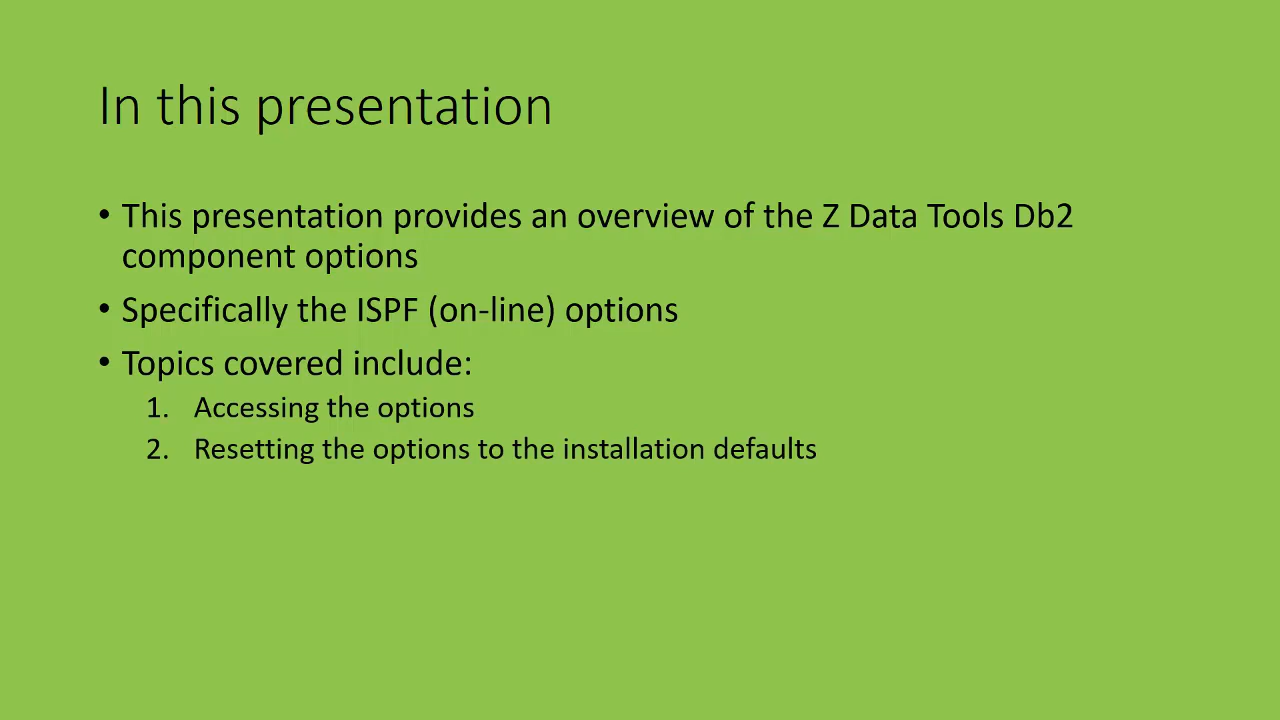 In this presentation
• This presentation provides an overview of the Z Data Tools Db2
component options
• Specifically the ISPF (on-line) options
• Topics covered include:
1. Accessing the options
2. Resetting the options to the installation defaults